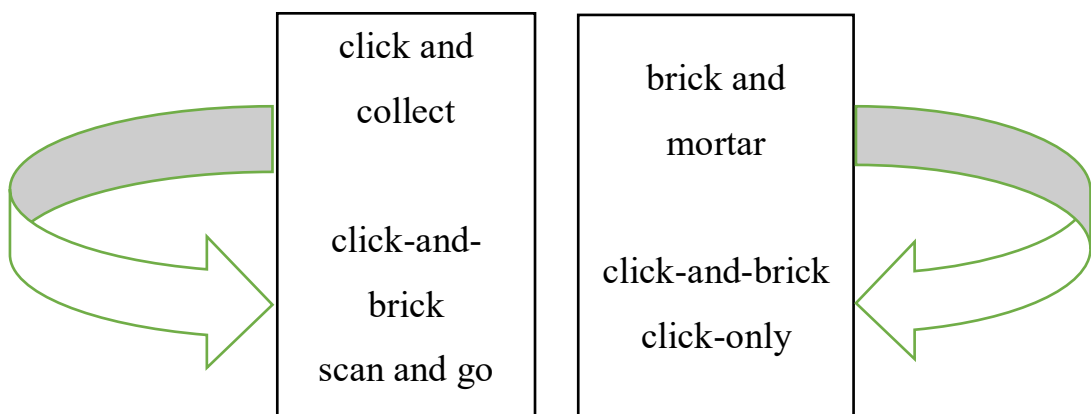 click and
collect
click-and-
brick
scan and go
brick and
mortar
click-and-brick
click-only